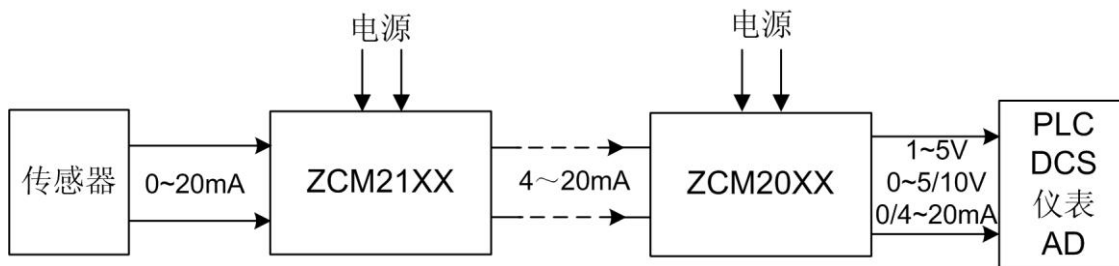 电源
电源
传感器
0~20mA
ZCM21XX
4～20mA
ZCM20XX
1~5V
0~5/10V
0/4~20mA
PLC
DCS
仪表
AD